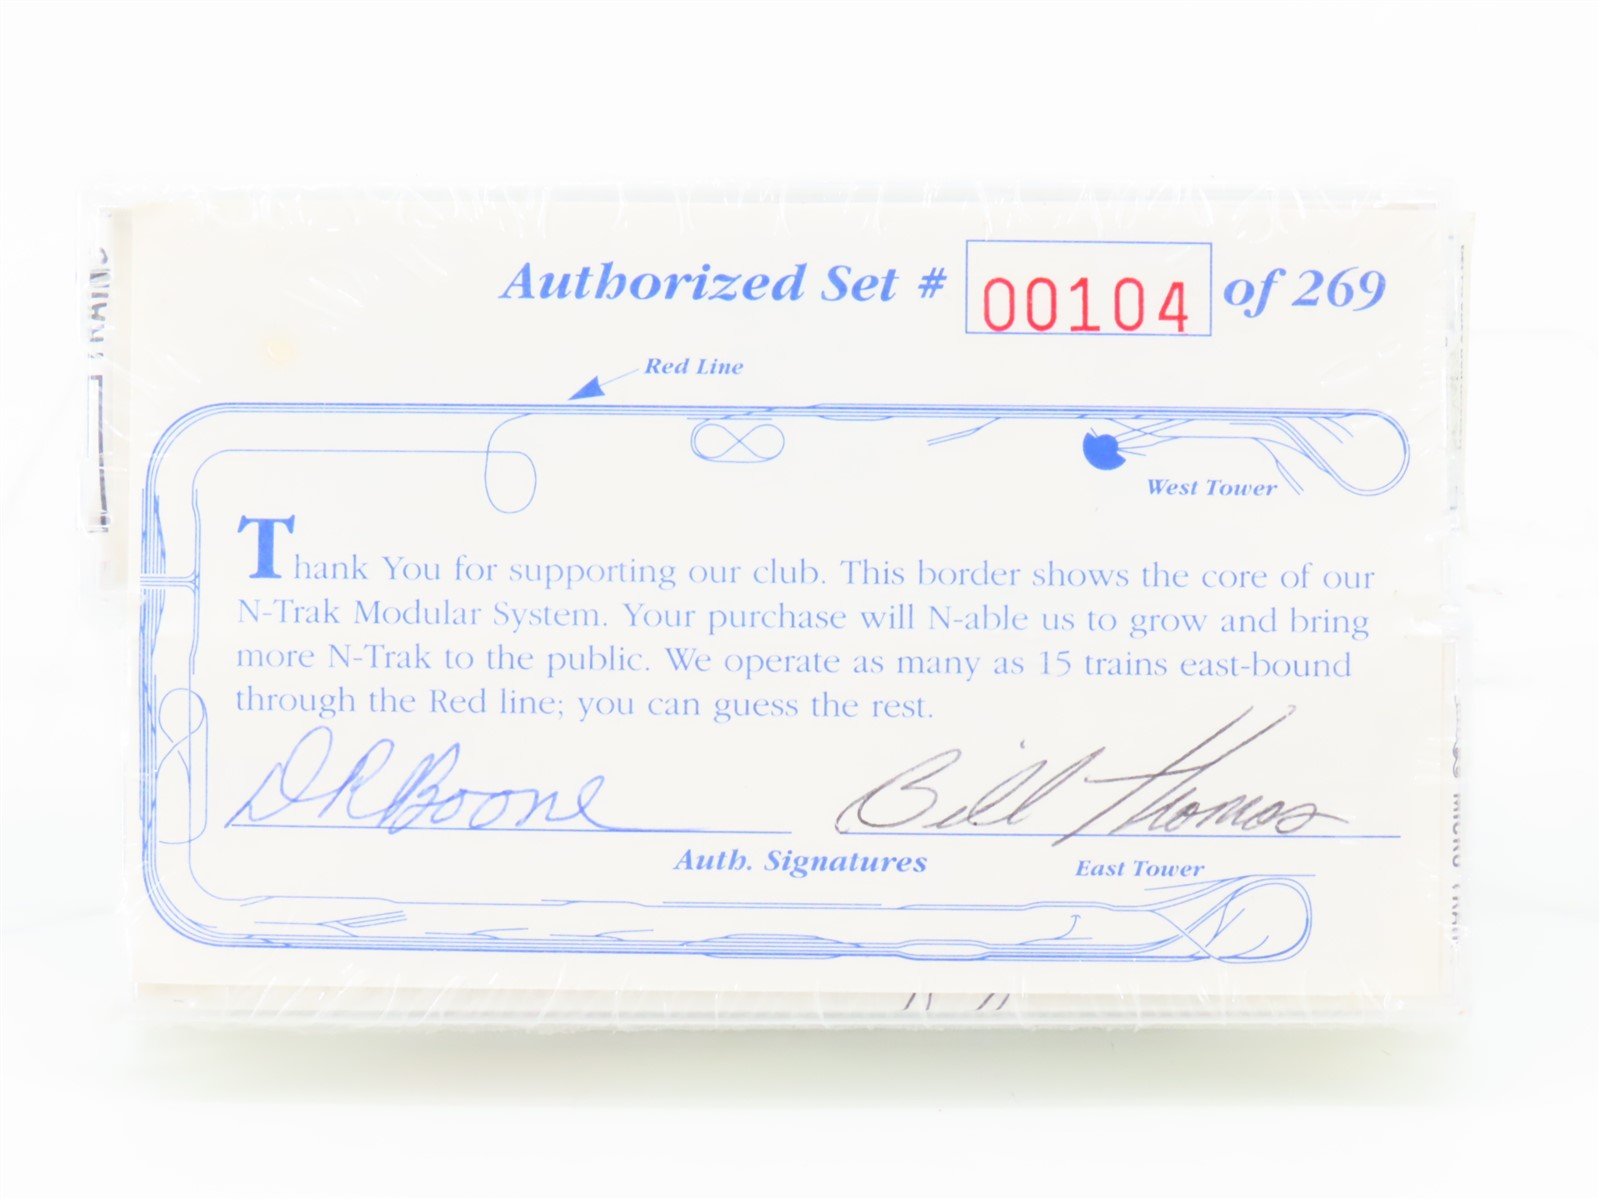 Authorized Set # 00104 of 269
Red Line
West Tower
Thank You for supporting our club. This border shows the core of our
N-Trak Modular System. Your purchase will N-able us to grow and bring
more N-Trak to the public. We operate as many as 15 trains east-bound
through the Red line; you can guess the rest.
D R Boone Bill Thomas
Auth. Signatures
East Tower